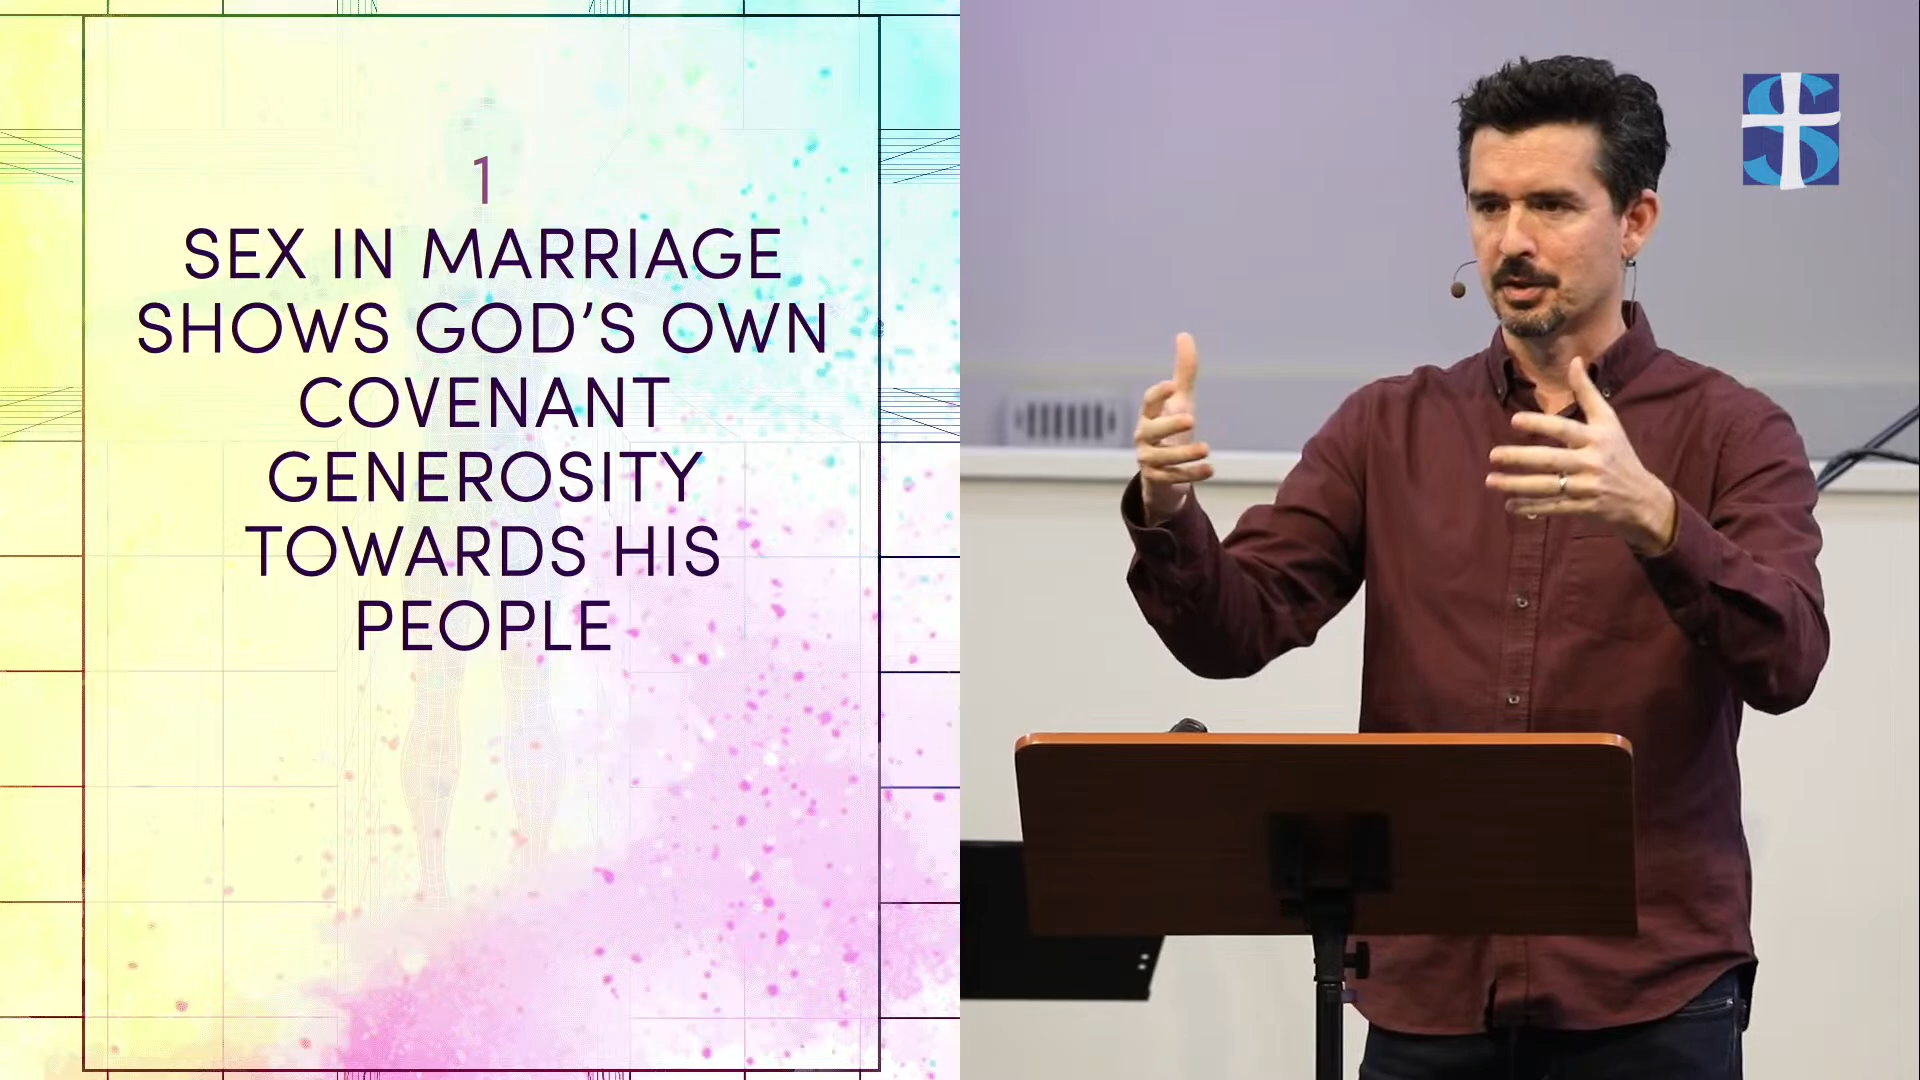 1
SEX IN MARRIAGE
SHOWS GOD'S OWN
COVENANT
GENEROSITY
TOWARDS HIS
PEOPLE
S